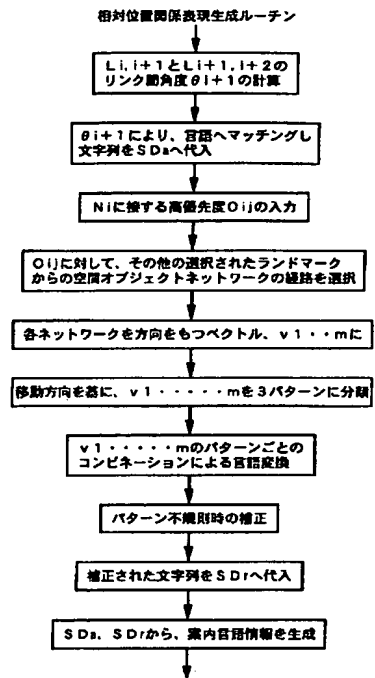 相対位置関係表現生成ルーチン
Li,i+1とLi+1,i+2の
リンク間角度θi+1の計算
θi+1により、言語へマッチングし
文字列をSDaへ代入
Niに接する高優先度Oijの入力
Oijに対して、その他の選択されたランドマーク
からの空間オブジェクトネットワークの経路を選択
各ネットワークを方向をもつベクトル、v1・・mに
移動方向を基に、v1・・・・・mを3パターンに分類
v1・・・・・mのパターンごとの
コンビネーションによる言語変換
パターン不規則時の補正
補正された文字列をSDrへ代入
SDa、SDrから、案内言語情報を生成